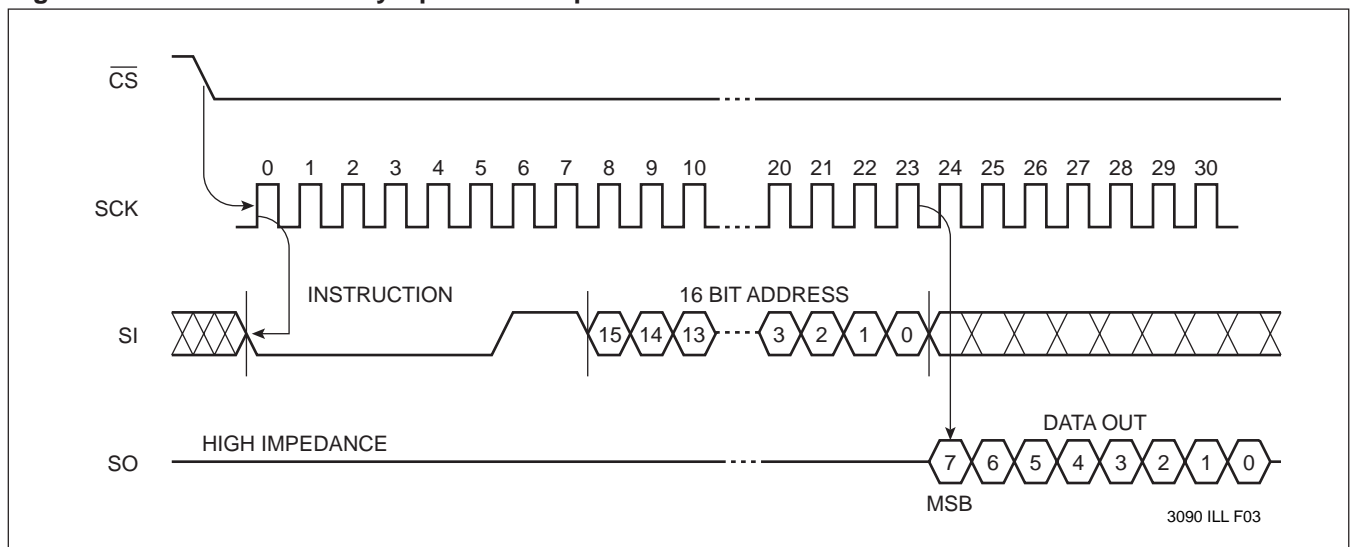 CS
0 1 2 3 4 5 6 7 8 9 10 20 21 22 23 24 25 26 27 28 29 30
SCK
INSTRUCTION 16 BIT ADDRESS
SI 15 14 13 3 2 1 0
HIGH IMPEDANCE DATA OUT
SO 7 6 5 4 3 2 1 0
MSB
3090 ILL F03